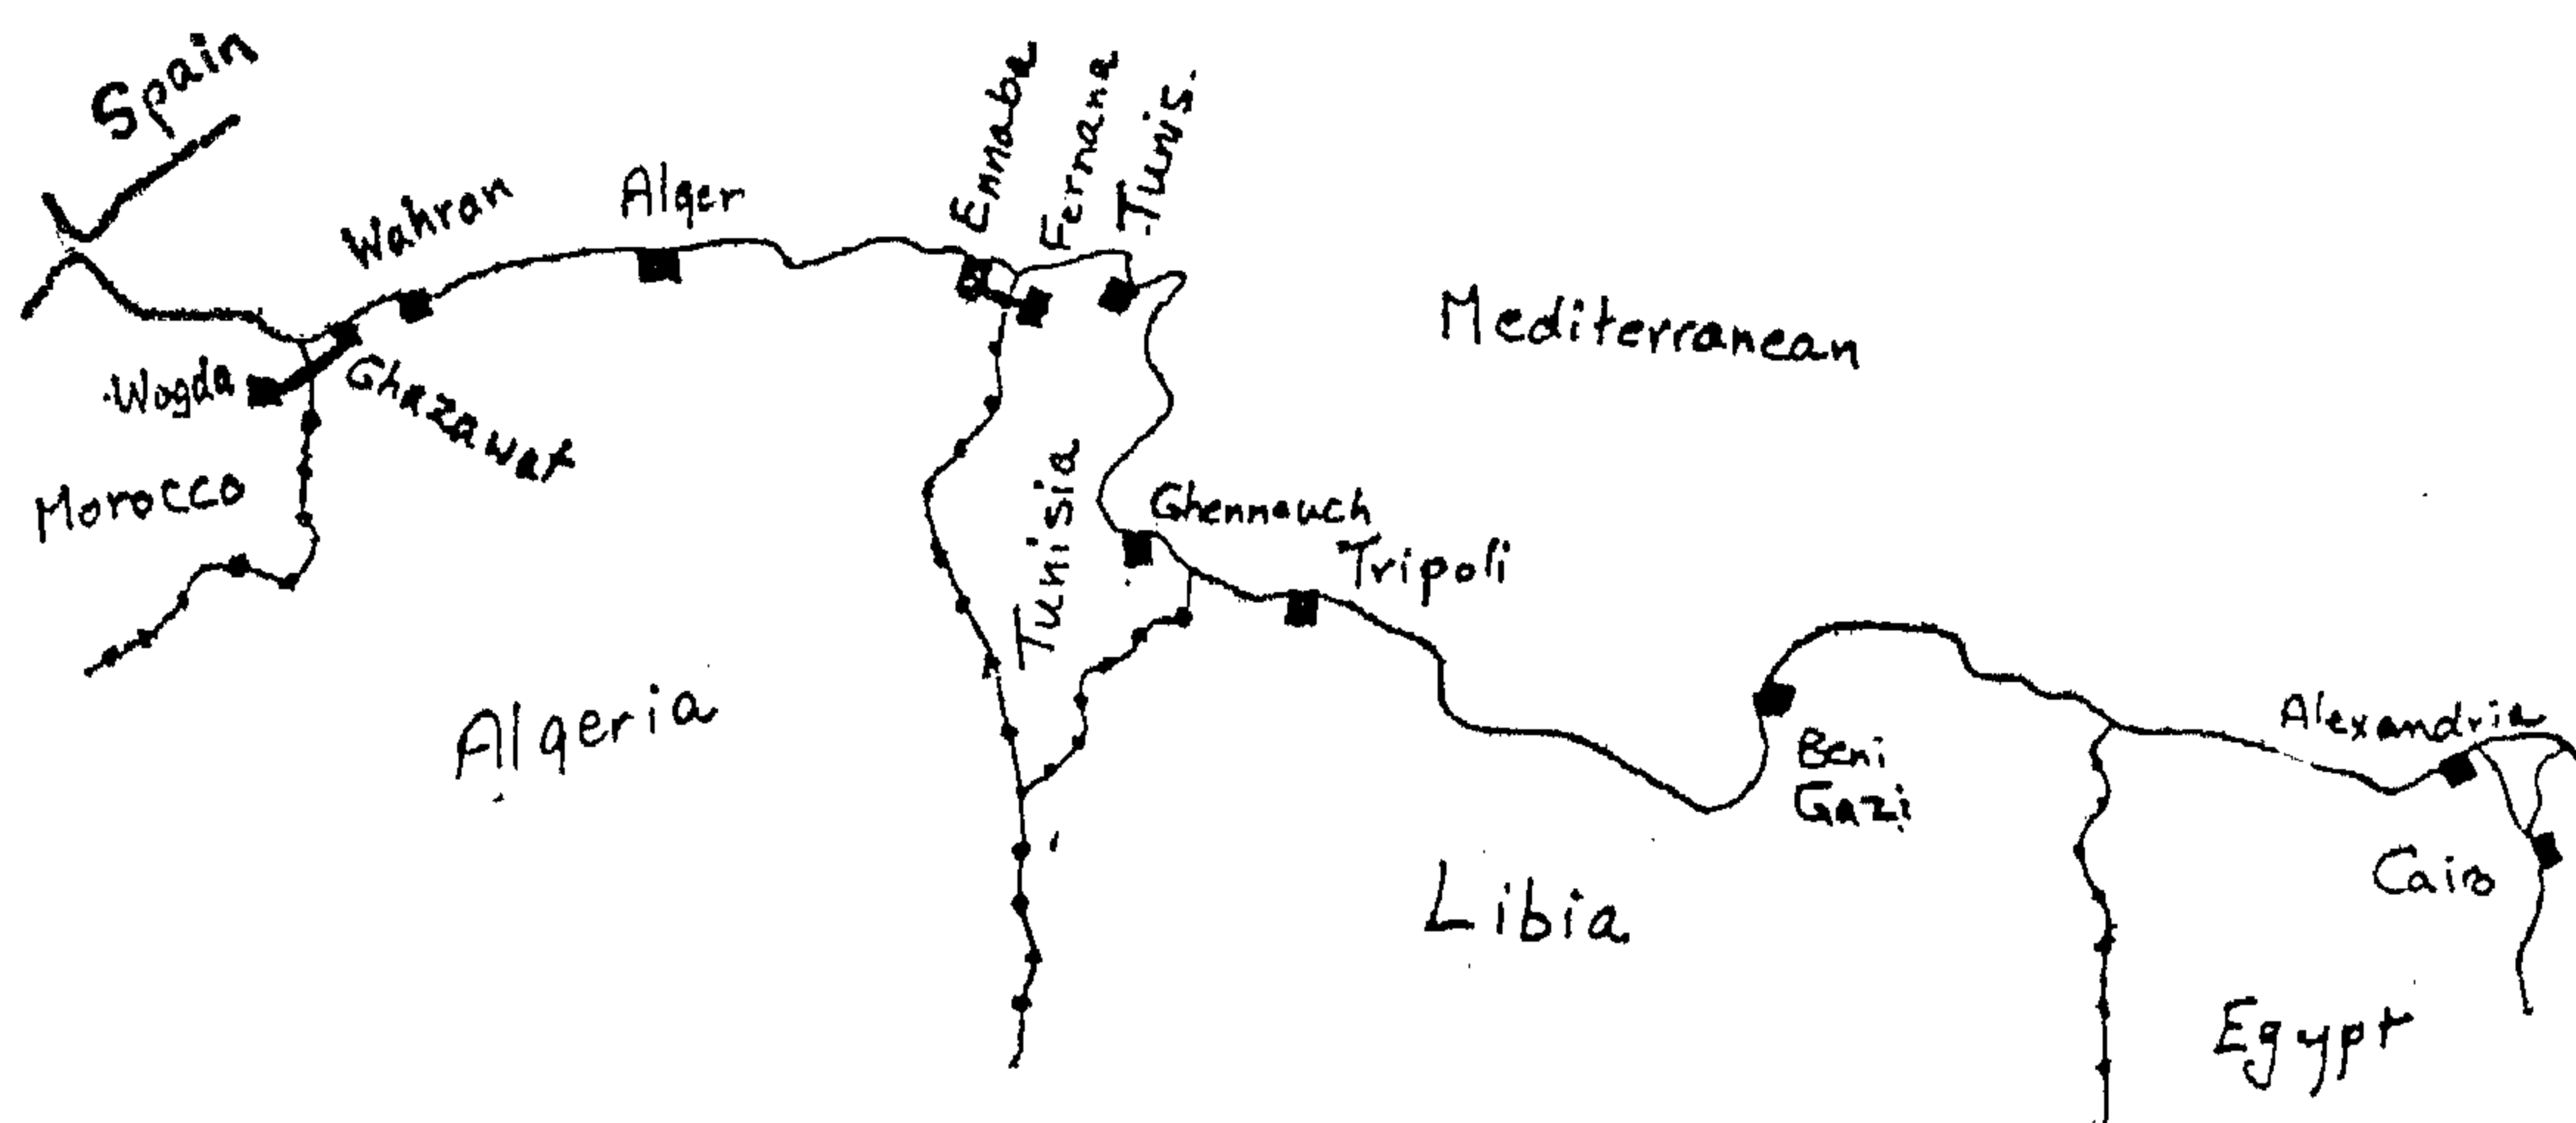 Spain
Wahran
Alger
Ennaba
Fernana
Tunis.
Mediterranean
Wogda
Ghazawat
Morocco
Tunisia
Ghennouch
Tripoli
Algeria
Beni
Gazi
Alexandria
Cairo
Libia
Egypt